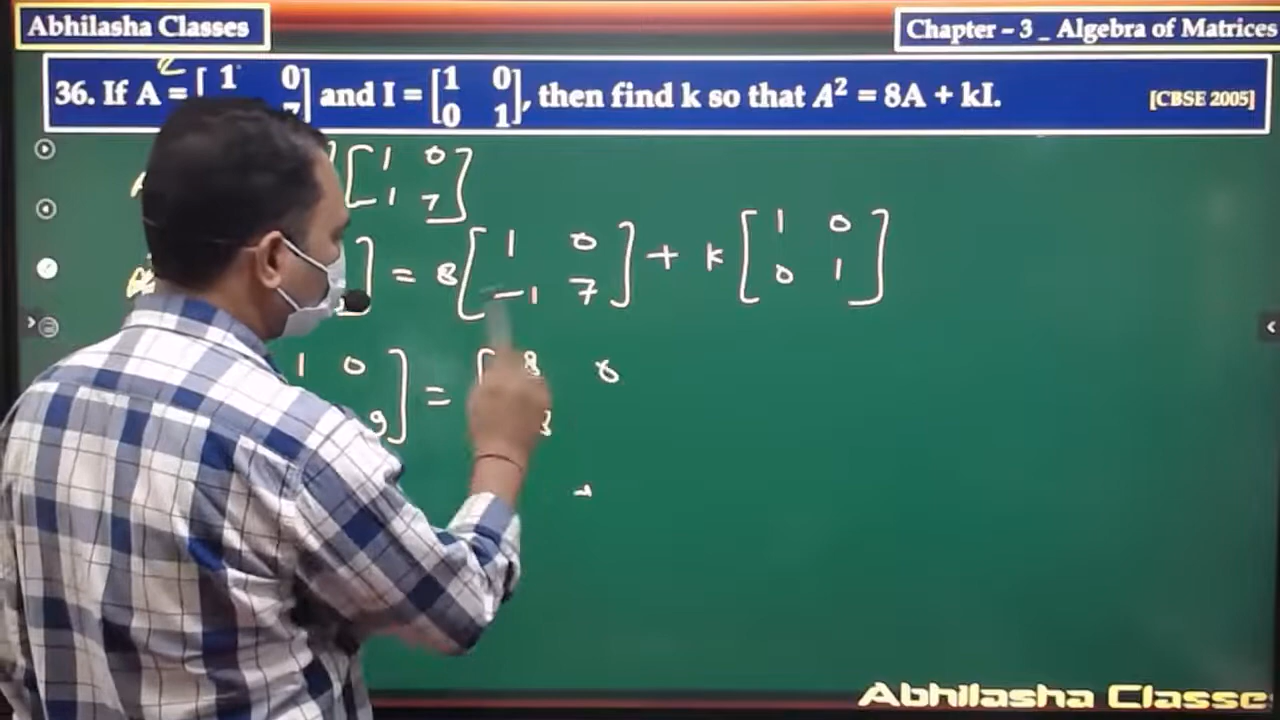 Abhilasha Classes
Chapter – 3 _ Algebra of Matrices
36. If A = [ 1 0 ] and I = [ 1 0 ], then find k so that A² = 8A + kI. [CBSE 2005]
7 0 1
[ 1 0
-1 7 ]
] = 8 [ 1 0 ] + k [ 1 0 ]
-1 7 0 1
1 0 ] = [ 8 0
9
Abhilasha Classe